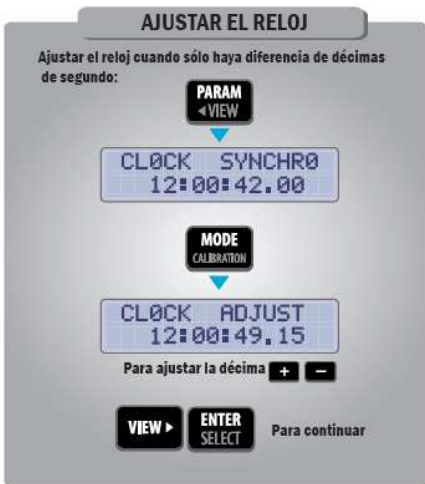 AJUSTAR EL RELOJ
Ajustar el reloj cuando sólo haya diferencia de décimas
de segundo:
PARAM
◄VIEW
CLOCK SYNCHRO
12:00:42.00
MODE
CALIBRATION
CLOCK ADJUST
12:00:49.15
Para ajustar la décima + −
VIEW ► ENTER
SELECT
Para continuar